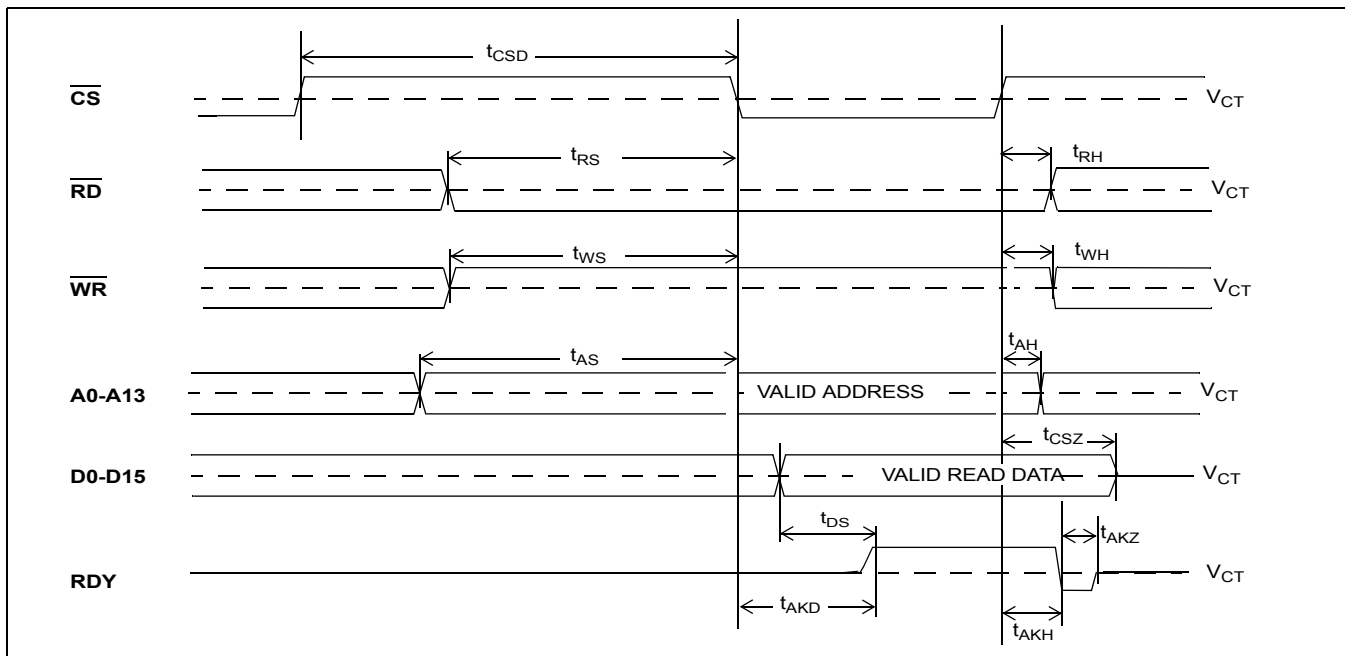 tCSD
CS VCT
tRS tRH
RD VCT
tWS tWH
WR VCT
tAS tAH
A0-A13 VALID ADDRESS VCT
tCSZ
D0-D15 VALID READ DATA VCT
tDS tAKZ
RDY VCT
tAKD tAKH